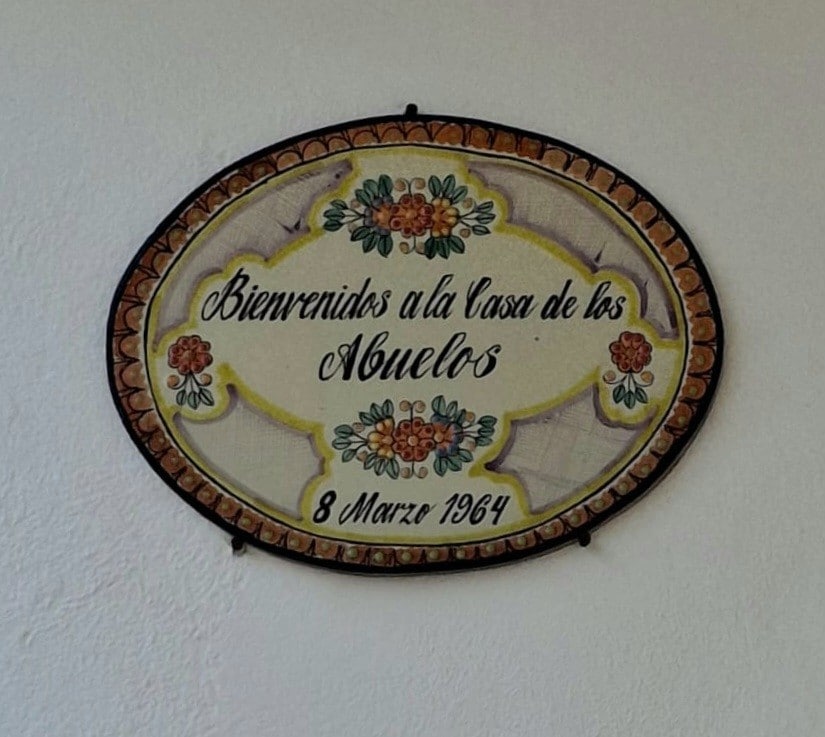 Bienvenidos a la Casa de los
Abuelos
8 Marzo 1964